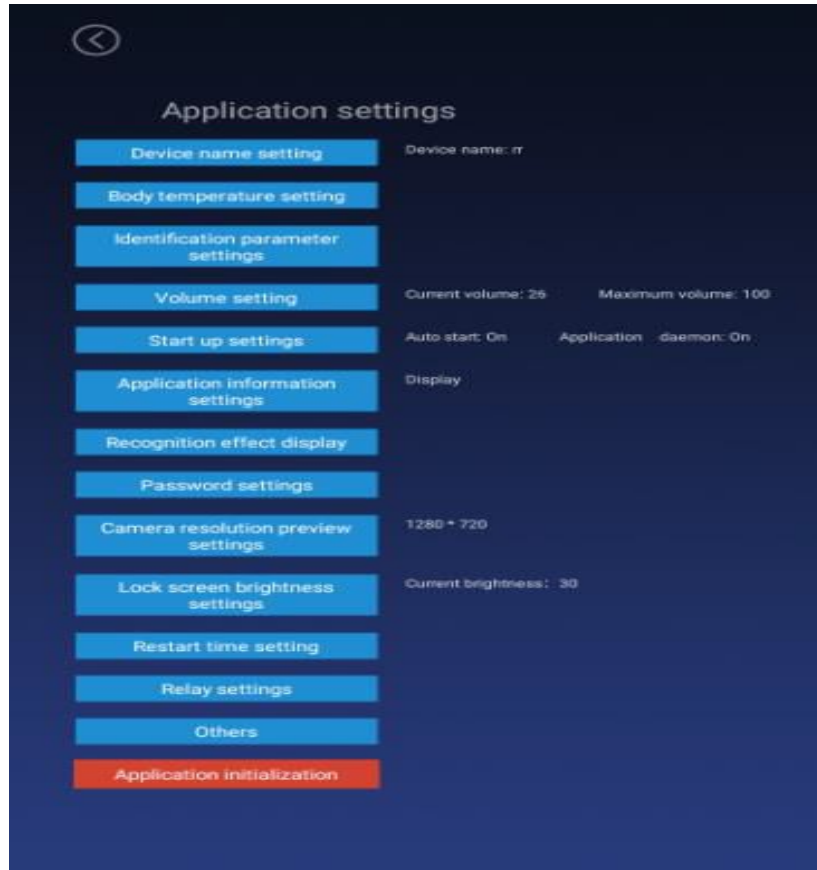 Application settings
Device name setting
Device name: rr
Body temperature setting
Identification parameter
settings
Volume setting
Current volume: 26 Maximum volume: 100
Start up settings
Auto start: On Application daemon: On
Application information
settings
Display
Recognition effect display
Password settings
Camera resolution preview
settings
1280 * 720
Lock screen brightness
settings
Current brightness: 30
Restart time setting
Relay settings
Others
Application initialization